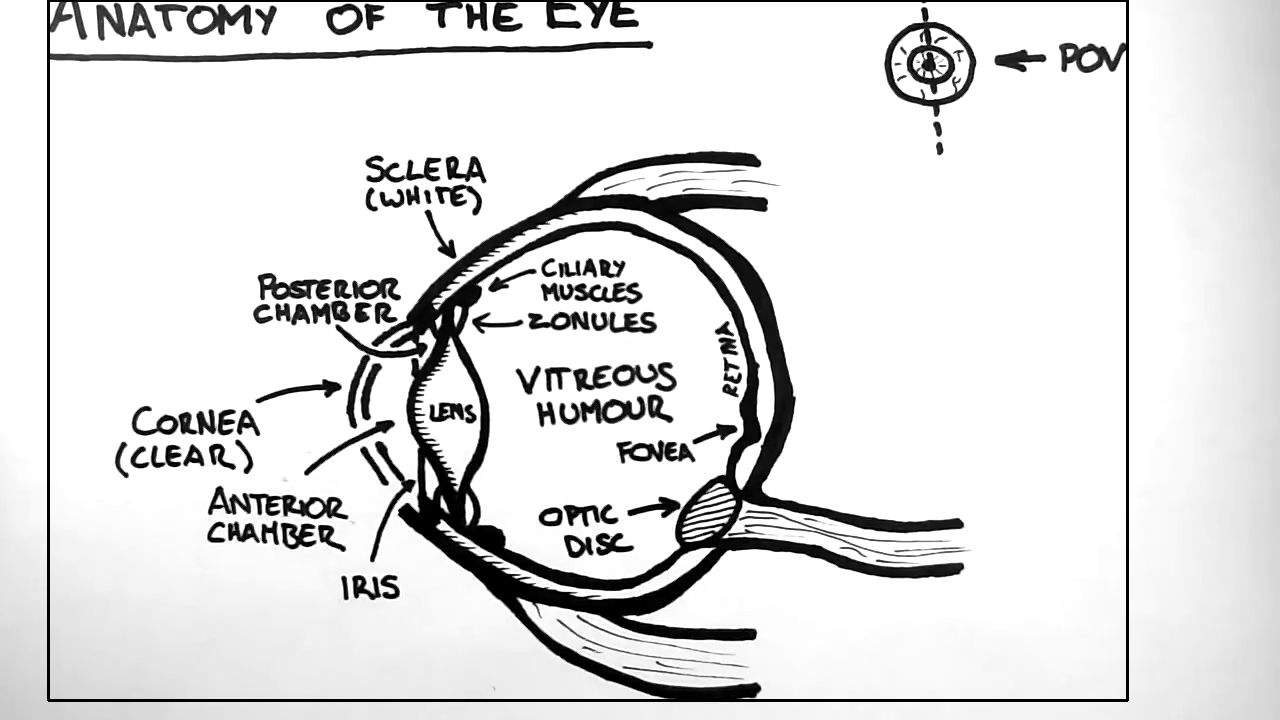 ANATOMY OF THE EYE
POV
SCLERA
(WHITE)
POSTERIOR
CHAMBER
CILIARY
MUSCLES
ZONULES
RETINA
VITREOUS
HUMOUR
LENS
CORNEA
(CLEAR)
FOVEA
ANTERIOR
CHAMBER
OPTIC
DISC
IRIS